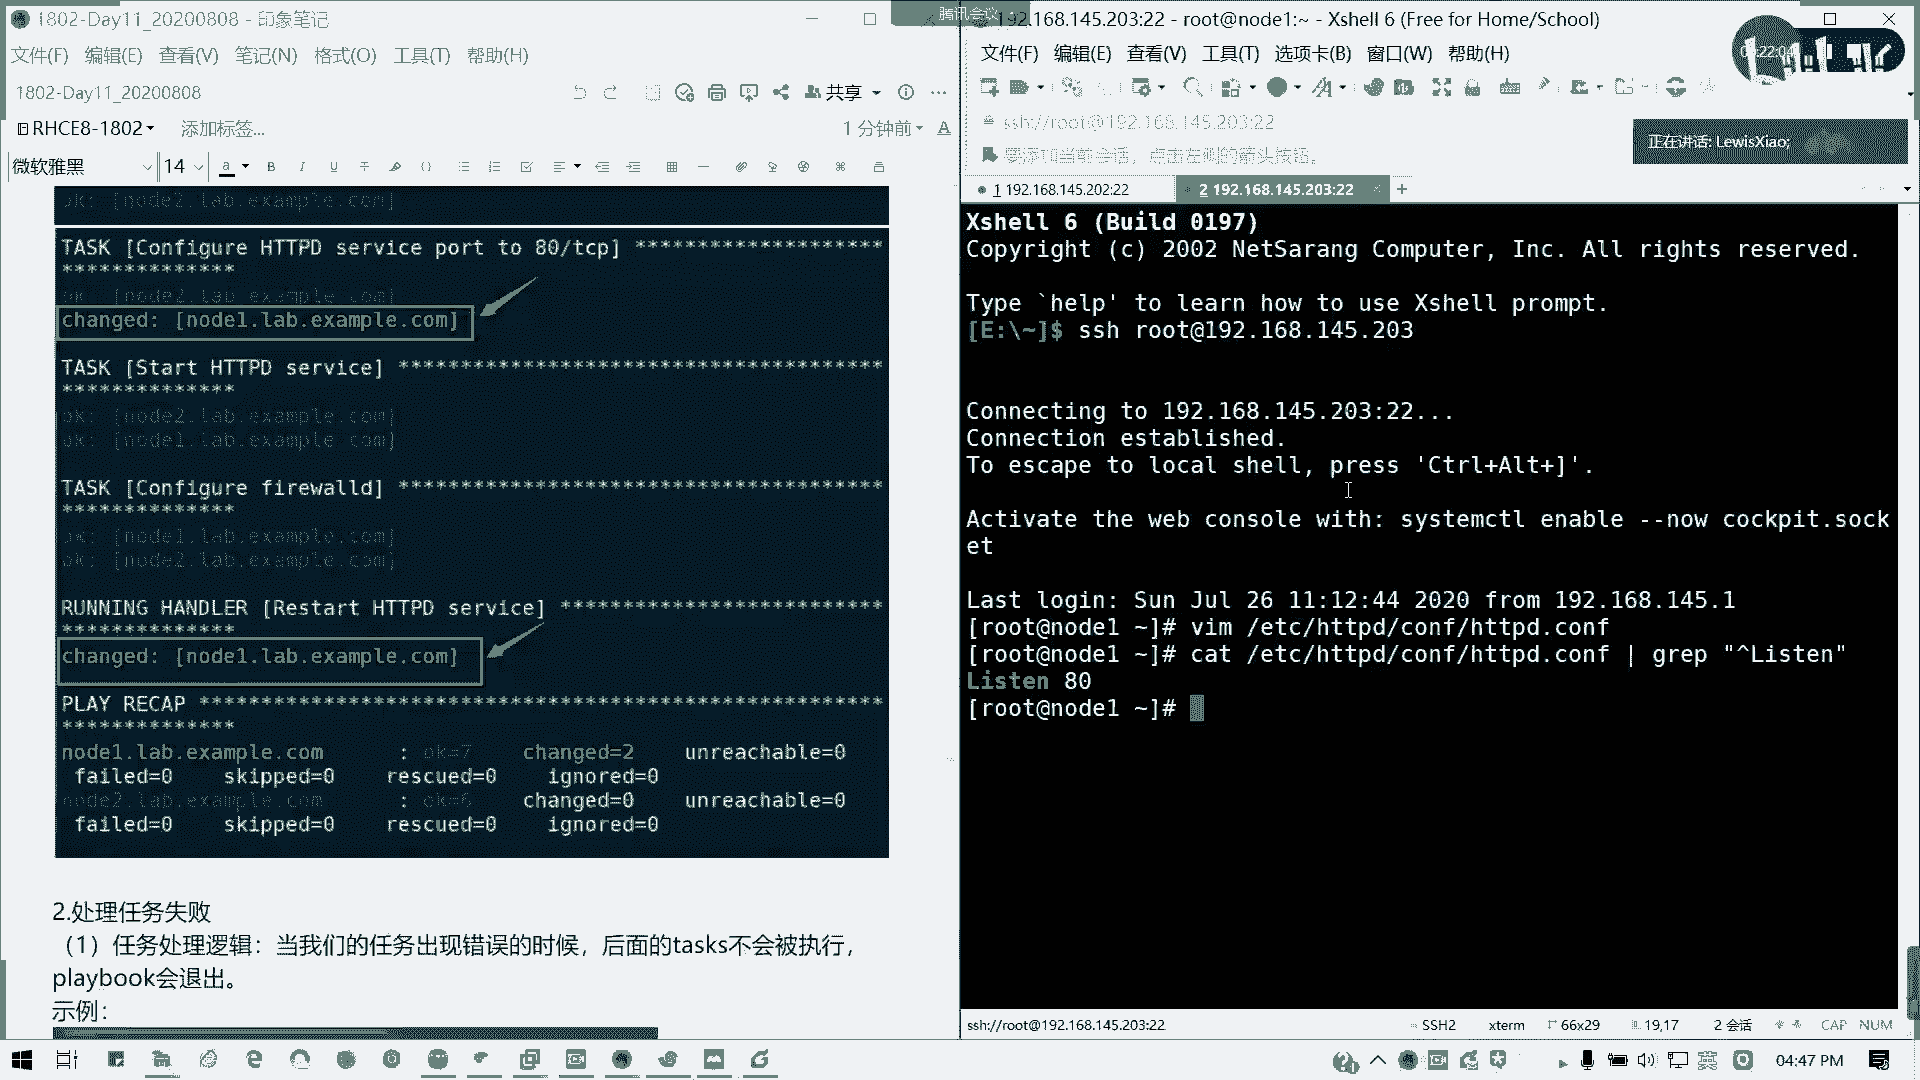 1802-Day11_20200808 - 印象笔记
文件(F) 编辑(E) 查看(V) 笔记(N) 格式(O) 工具(T) 帮助(H)
1802-Day11_20200808
共享
RHCE8-1802
添加标签...
1 分钟前
微软雅黑 14
ok: [node2.lab.example.com]
TASK [Configure HTTPD service port to 80/tcp] *********************
**************
ok: [node2.lab.example.com]
changed: [node1.lab.example.com]
TASK [Start HTTPD service] *****************************************
**************
ok: [node2.lab.example.com]
ok: [node1.lab.example.com]
TASK [Configure firewalld] *****************************************
**************
ok: [node1.lab.example.com]
ok: [node2.lab.example.com]
RUNNING HANDLER [Restart HTTPD service] ***************************
**************
changed: [node1.lab.example.com]
PLAY RECAP **********************************************************
**************
node1.lab.example.com : ok=7 changed=2 unreachable=0
failed=0 skipped=0 rescued=0 ignored=0
node2.lab.example.com : ok=6 changed=0 unreachable=0
failed=0 skipped=0 rescued=0 ignored=0
2.处理任务失败
（1）任务处理逻辑：当我们的任务出现错误的时候，后面的tasks不会被执行，
playbook会退出。
示例：
腾讯会议
192.168.145.203:22 - root@node1:~ - Xshell 6 (Free for Home/School)
文件(F) 编辑(E) 查看(V) 工具(T) 选项卡(B) 窗口(W) 帮助(H)
ssh://root@192.168.145.203:22
要添加当前会话，点击左侧的箭头按钮。
正在讲话: LewisXiao;
1 192.168.145.202:22
2 192.168.145.203:22
Xshell 6 (Build 0197)
Copyright (c) 2002 NetSarang Computer, Inc. All rights reserved.
Type `help' to learn how to use Xshell prompt.
[E:\~]$ ssh root@192.168.145.203
Connecting to 192.168.145.203:22...
Connection established.
To escape to local shell, press 'Ctrl+Alt+]'.
Activate the web console with: systemctl enable --now cockpit.sock
et
Last login: Sun Jul 26 11:12:44 2020 from 192.168.145.1
[root@node1 ~]# vim /etc/httpd/conf/httpd.conf
[root@node1 ~]# cat /etc/httpd/conf/httpd.conf | grep "^Listen"
Listen 80
[root@node1 ~]#
ssh://root@192.168.145.203:22 SSH2 xterm 66x29 19,17 2 会话 CAP NUM
英 04:47 PM